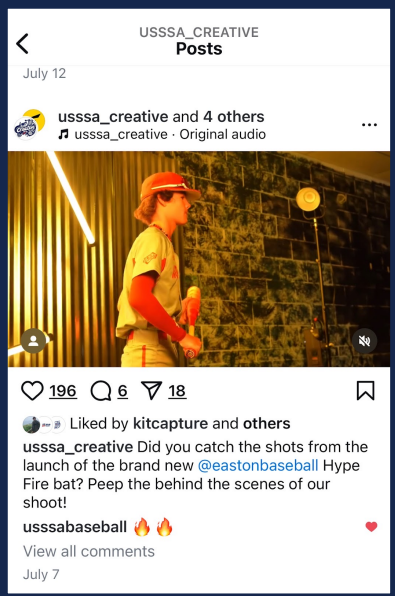 USSSA_CREATIVE
Posts
July 12
usssa_creative and 4 others
usssa_creative · Original audio
196 6 18
Liked by kitcapture and others
usssa_creative Did you catch the shots from the
launch of the brand new @eastonbaseball Hype
Fire bat? Peep the behind the scenes of our
shoot!
usssabaseball 🔥🔥
View all comments
July 7